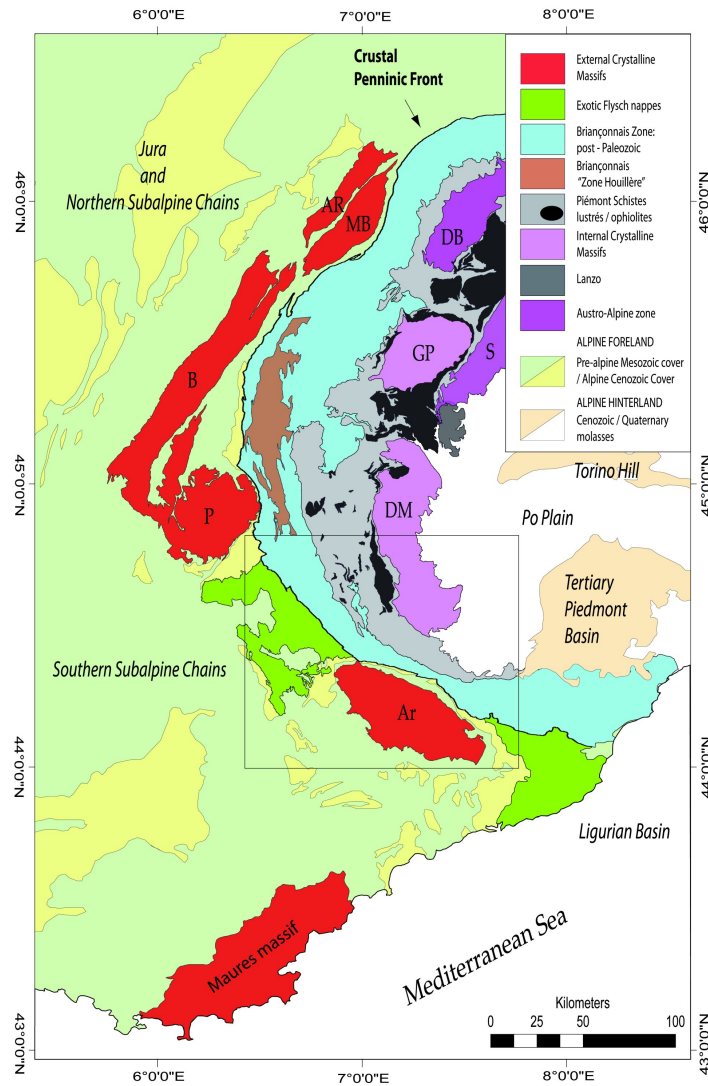 6°0'0"E
7°0'0"E
8°0'0"E
Crustal
Penninic Front
External Crystalline
Massifs
Exotic Flysch nappes
Briançonnais Zone:
post - Paleozoic
Briançonnais
"Zone Houillère"
Piémont Schistes
lustrés / ophiolites
Internal Crystalline
Massifs
Lanzo
Austro-Alpine zone
ALPINE FORELAND
Pre-alpine Mesozoic cover
/ Alpine Cenozoic Cover
ALPINE HINTERLAND
Cenozoic / Quaternary
molasses
Jura
and
Northern Subalpine Chains
46°0'0"N
46°0'0"N
AR
MB
DB
GP
S
B
45°0'0"N
45°0'0"N
Torino Hill
P
DM
Po Plain
Tertiary
Piedmont
Basin
Southern Subalpine Chains
Ar
44°0'0"N
44°0'0"N
Ligurian Basin
Maures massif
Mediterranean Sea
Kilometers
0
25
50
100
43°0'0"N
43°0'0"N
6°0'0"E
7°0'0"E
8°0'0"E